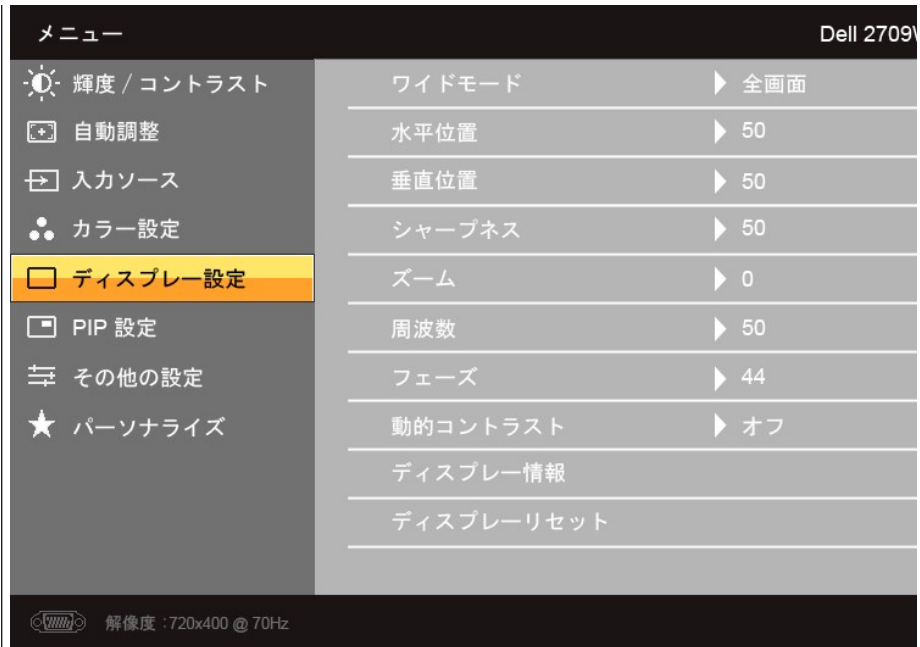 メニュー
Dell 2709W
輝度 / コントラスト
自動調整
入力ソース
カラー設定
ディスプレー設定
PIP 設定
その他の設定
パーソナライズ
ワイドモード 全画面
水平位置 50
垂直位置 50
シャープネス 50
ズーム 0
周波数 50
フェーズ 44
動的コントラスト オフ
ディスプレー情報
ディスプレーリセット
解像度 :720x400 @ 70Hz